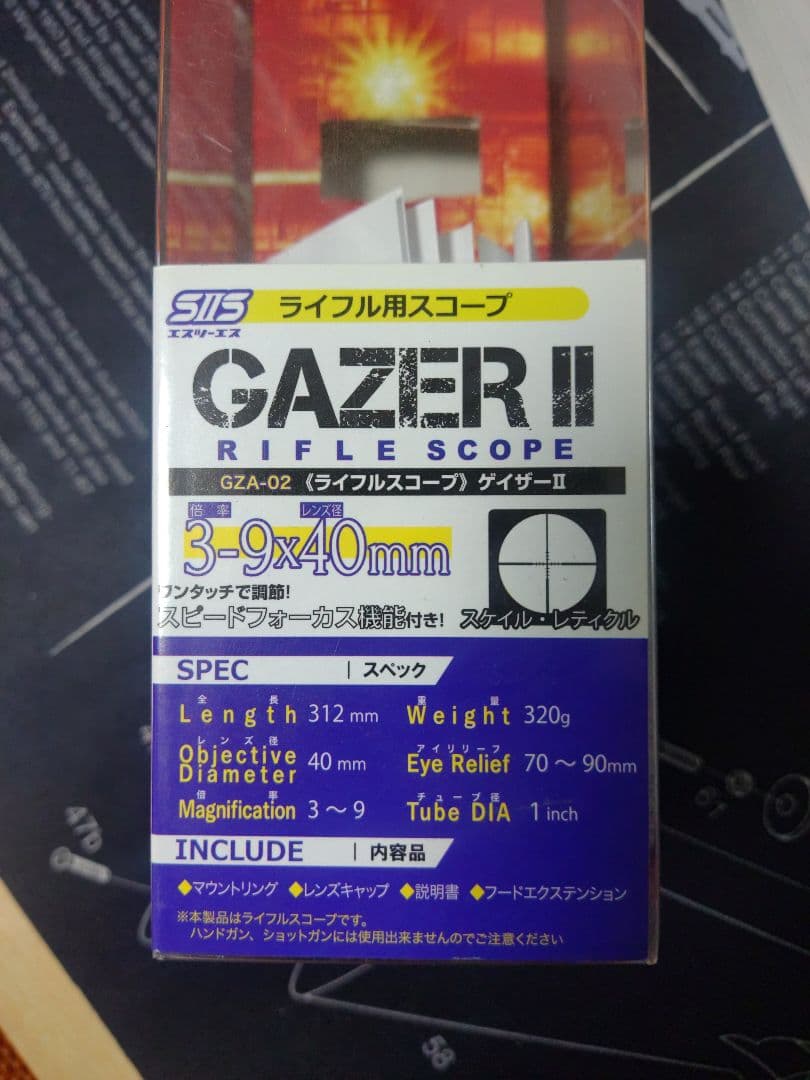 SIIS
エスツーエス
ライフル用スコープ
GAZER II
RIFLE SCOPE
GZA-02 《ライフルスコープ》ゲイザーII
倍率 レンズ径
3-9x40mm
ワンタッチで調節!
スピードフォーカス機能付き!
スケイル・レティクル
SPEC | スペック
全長 重量
Length 312mm Weight 320g
レンズ径 アイリリーフ
Objective Diameter 40mm Eye Relief 70～90mm
倍率 チューブ径
Magnification 3～9 Tube DIA 1inch
INCLUDE | 内容品
◆マウントリング ◆レンズキャップ ◆説明書 ◆フードエクステンション
※本製品はライフルスコープです。
ハンドガン、ショットガンには使用出来ませんのでご注意ください
47b
61
58